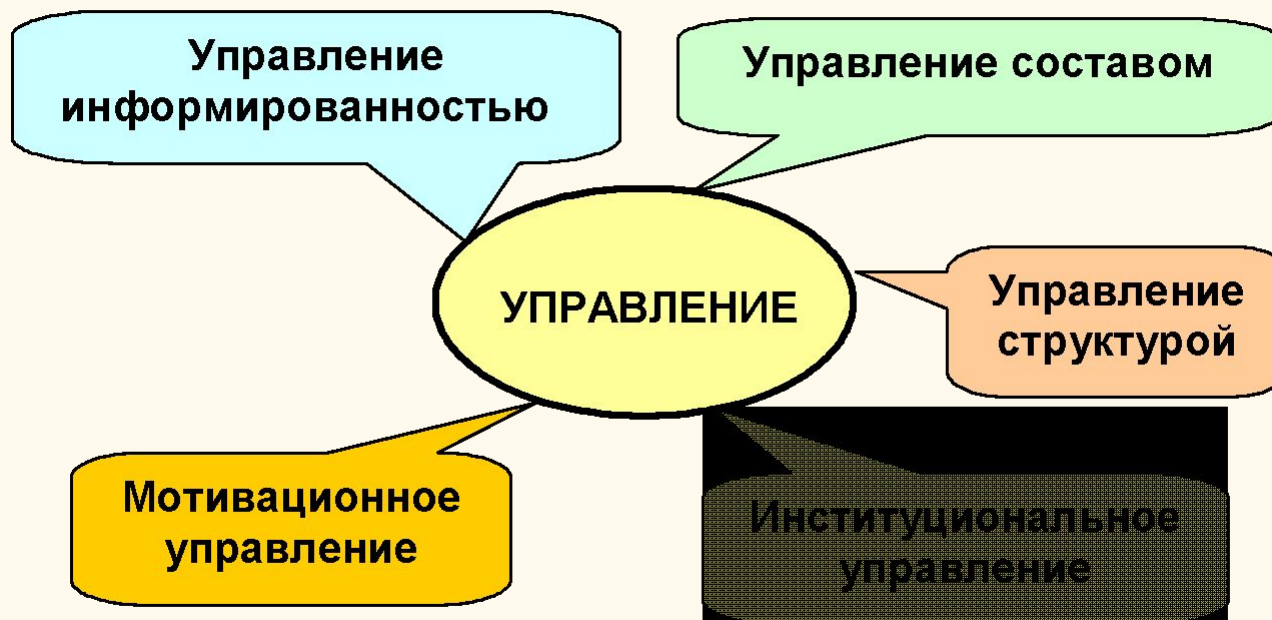 Управление
информированностью
Управление составом
УПРАВЛЕНИЕ
Управление
структурой
Мотивационное
управление
Институциональное
управление